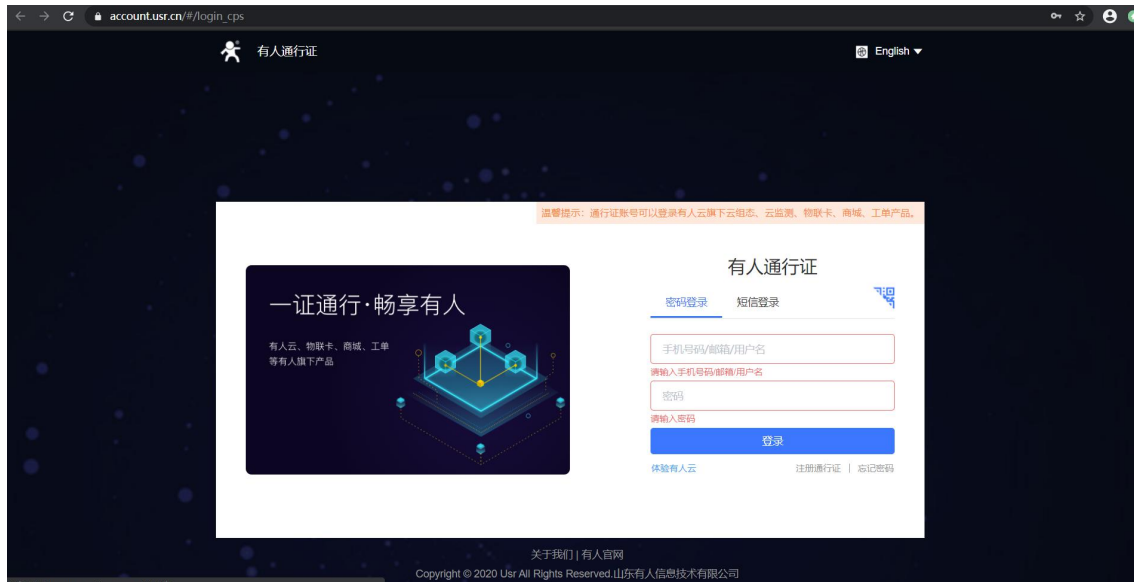 account.usr.cn/#/login_cps
有人通行证
English
温馨提示：通行证账号可以登录有人云旗下云组态、云监测、物联卡、商城、工单产品。
一证通行·畅享有人
有人云、物联卡、商城、工单
等有人旗下产品
有人通行证
密码登录 短信登录
手机号码/邮箱/用户名
请输入手机号码/邮箱/用户名
密码
请输入密码
登录
体验有人云 注册通行证 | 忘记密码
关于我们 | 有人官网
Copyright © 2020 Usr All Rights Reserved.山东有人信息技术有限公司